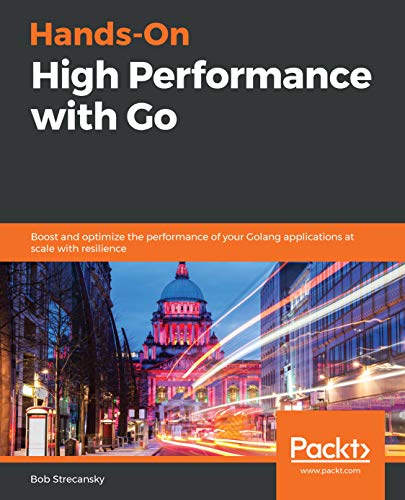 Hands-On
High Performance
with Go
Boost and optimize the performance of your Golang applications at
scale with resilience
Packt>
www.packt.com
Bob Strecansky